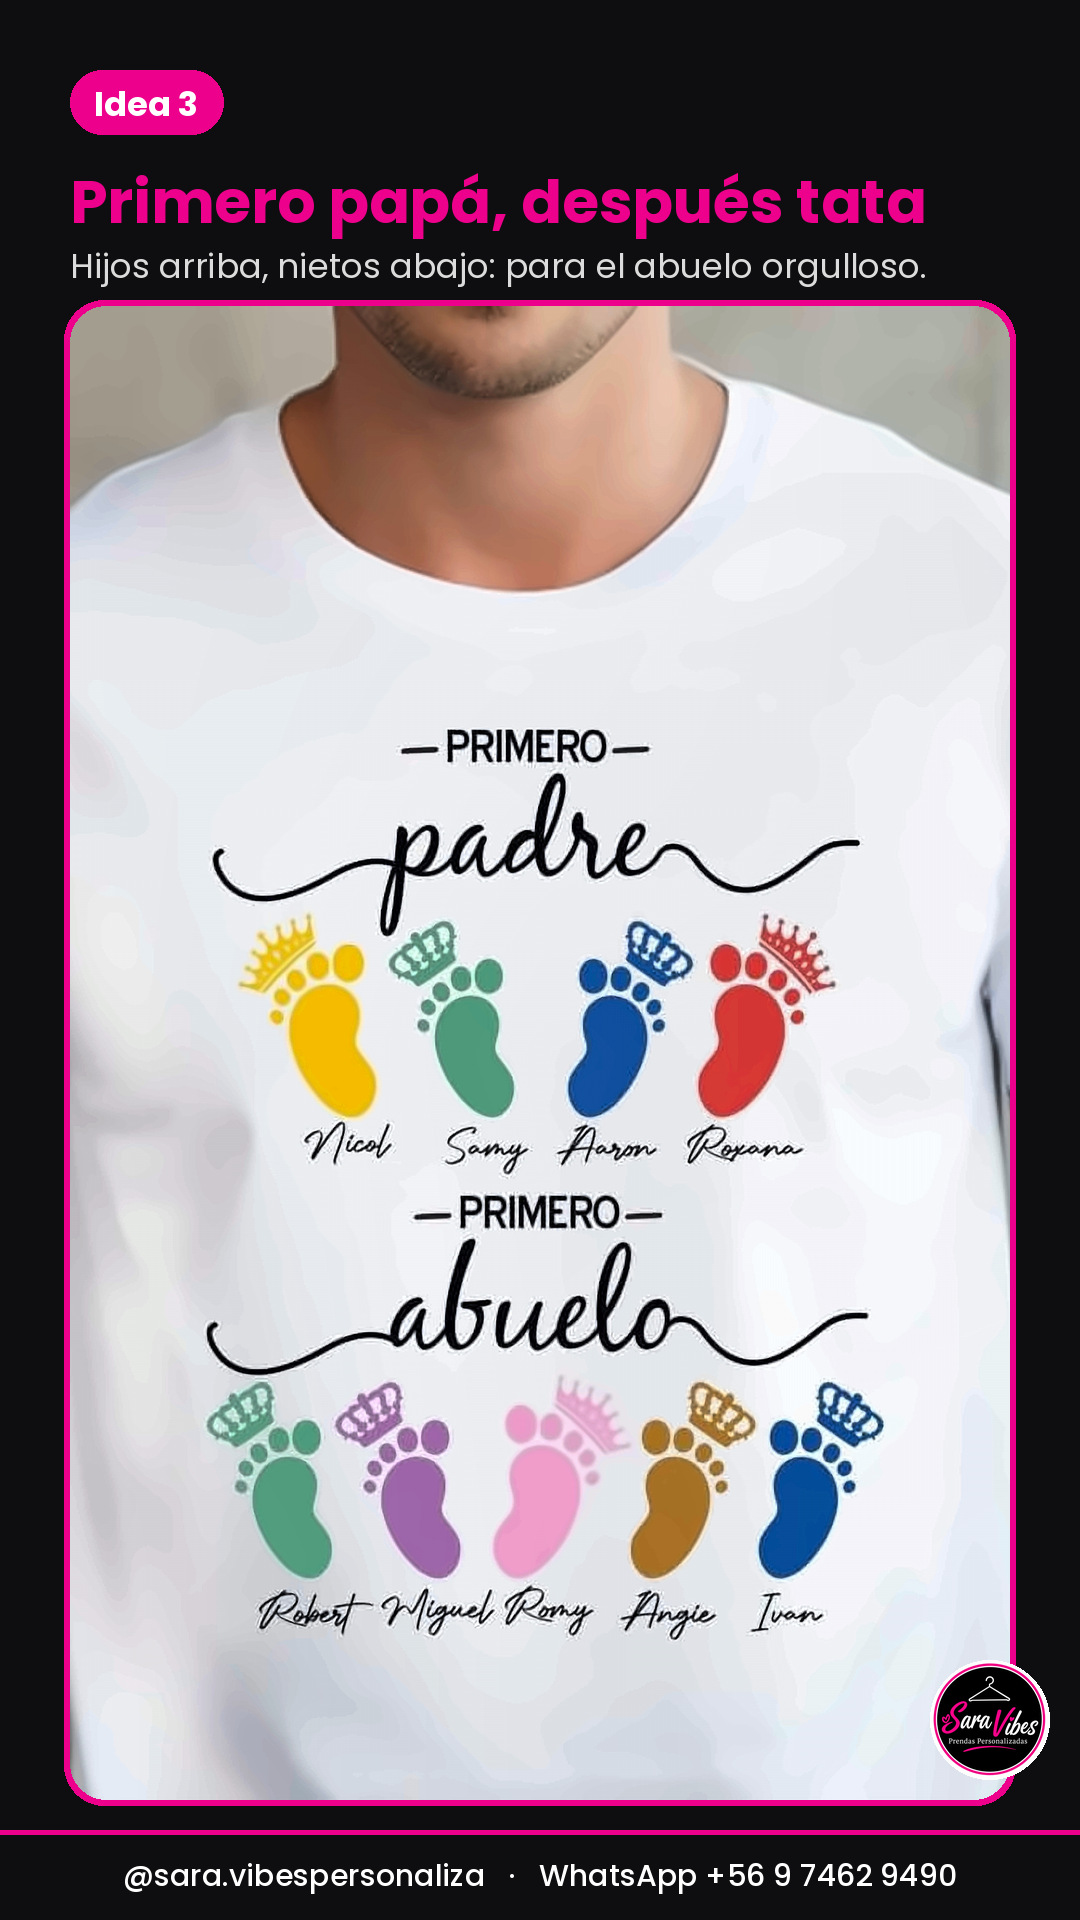 Idea 3
Primero papá, después tata
Hijos arriba, nietos abajo: para el abuelo orgulloso.
PRIMERO
padre
Nicol Samy Aaron Roxana
PRIMERO
abuelo
Robert Miguel Romy Angie Ivan
Sara Vibes
Prendas Personalizadas
@sara.vibespersonaliza · WhatsApp +56 9 7462 9490